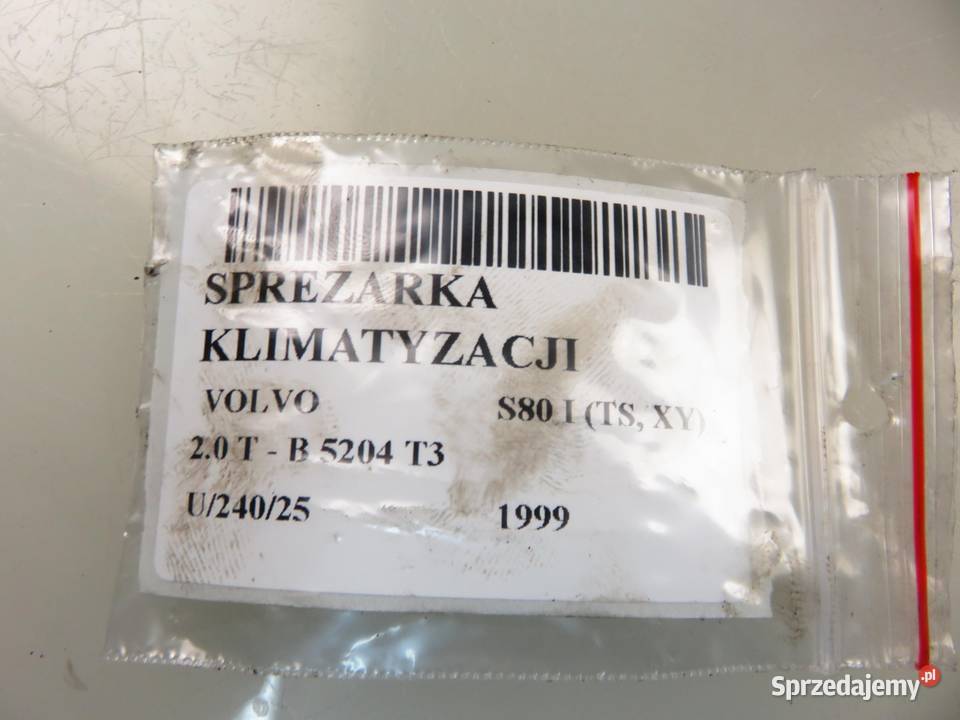 SPREZARKA
KLIMATYZACJI
VOLVO S80 I (TS, XY)
2.0 T - B 5204 T3
U/240/25 1999
Sprzedajemy.pl